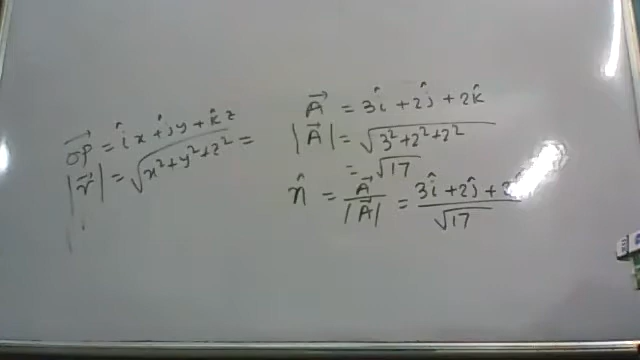 →OP = îx + ĵy + k̂z
|→r| = √x²+y²+z² =
→A = 3î + 2ĵ + 2k̂
|→A| = √3²+2²+2²
= √17
n̂ = →A / |→A| = 3î + 2ĵ + / √17